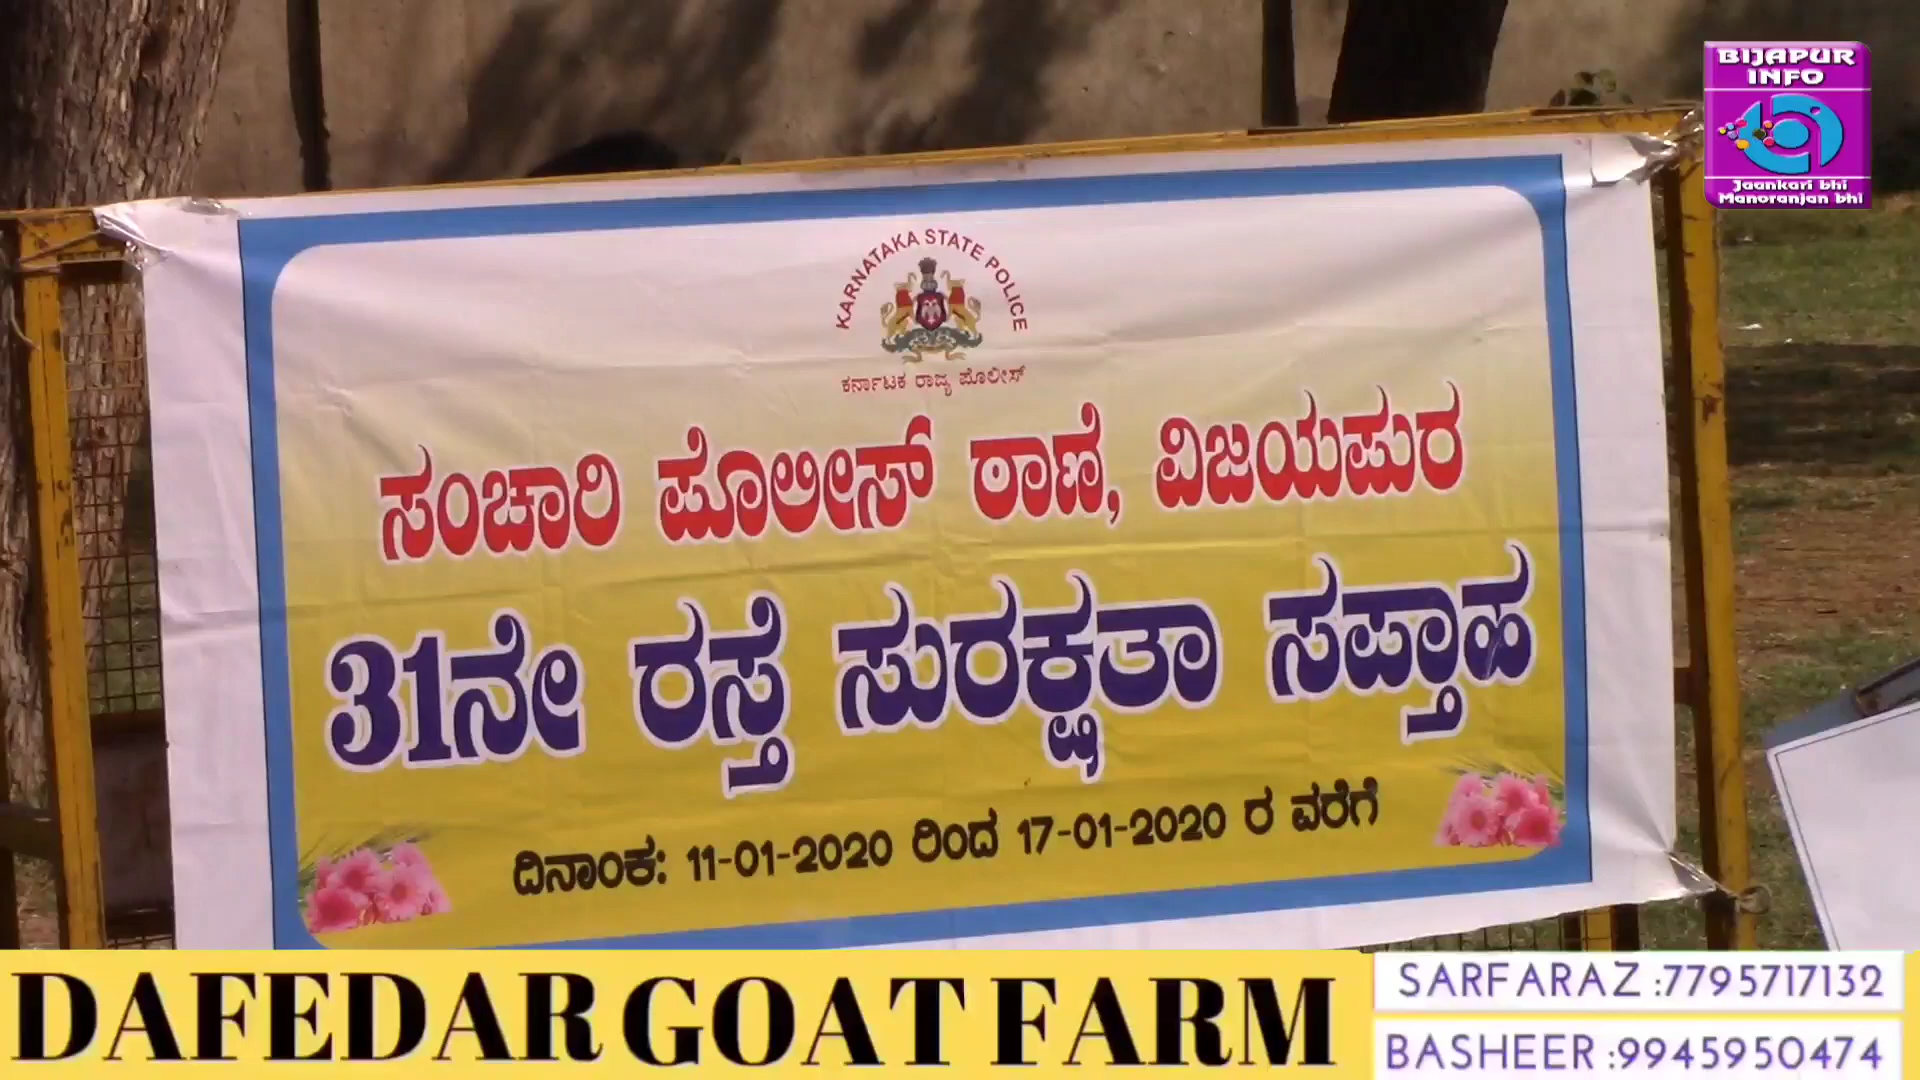 BIJAPUR
INFO
Jaankari bhi
Manoranjan bhi
KARNATAKA STATE POLICE
ಕರ್ನಾಟಕ ರಾಜ್ಯ ಪೊಲೀಸ್
ಸಂಚಾರಿ ಪೊಲೀಸ್ ಠಾಣೆ, ವಿಜಯಪುರ
31ನೇ ರಸ್ತೆ ಸುರಕ್ಷತಾ ಸಪ್ತಾಹ
ದಿನಾಂಕ: 11-01-2020 ರಿಂದ 17-01-2020 ರ ವರೆಗೆ
DAFEDAR GOAT FARM
SARFARAZ :7795717132
BASHEER :9945950474